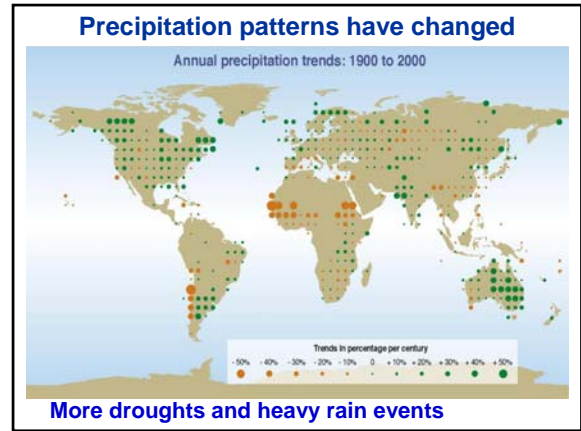 Precipitation patterns have changed
Annual precipitation trends: 1900 to 2000
Trends in percentage per century
- 50% - 40% - 30% - 20% - 10% 0 + 10% + 20% + 30% + 40% + 50%
More droughts and heavy rain events